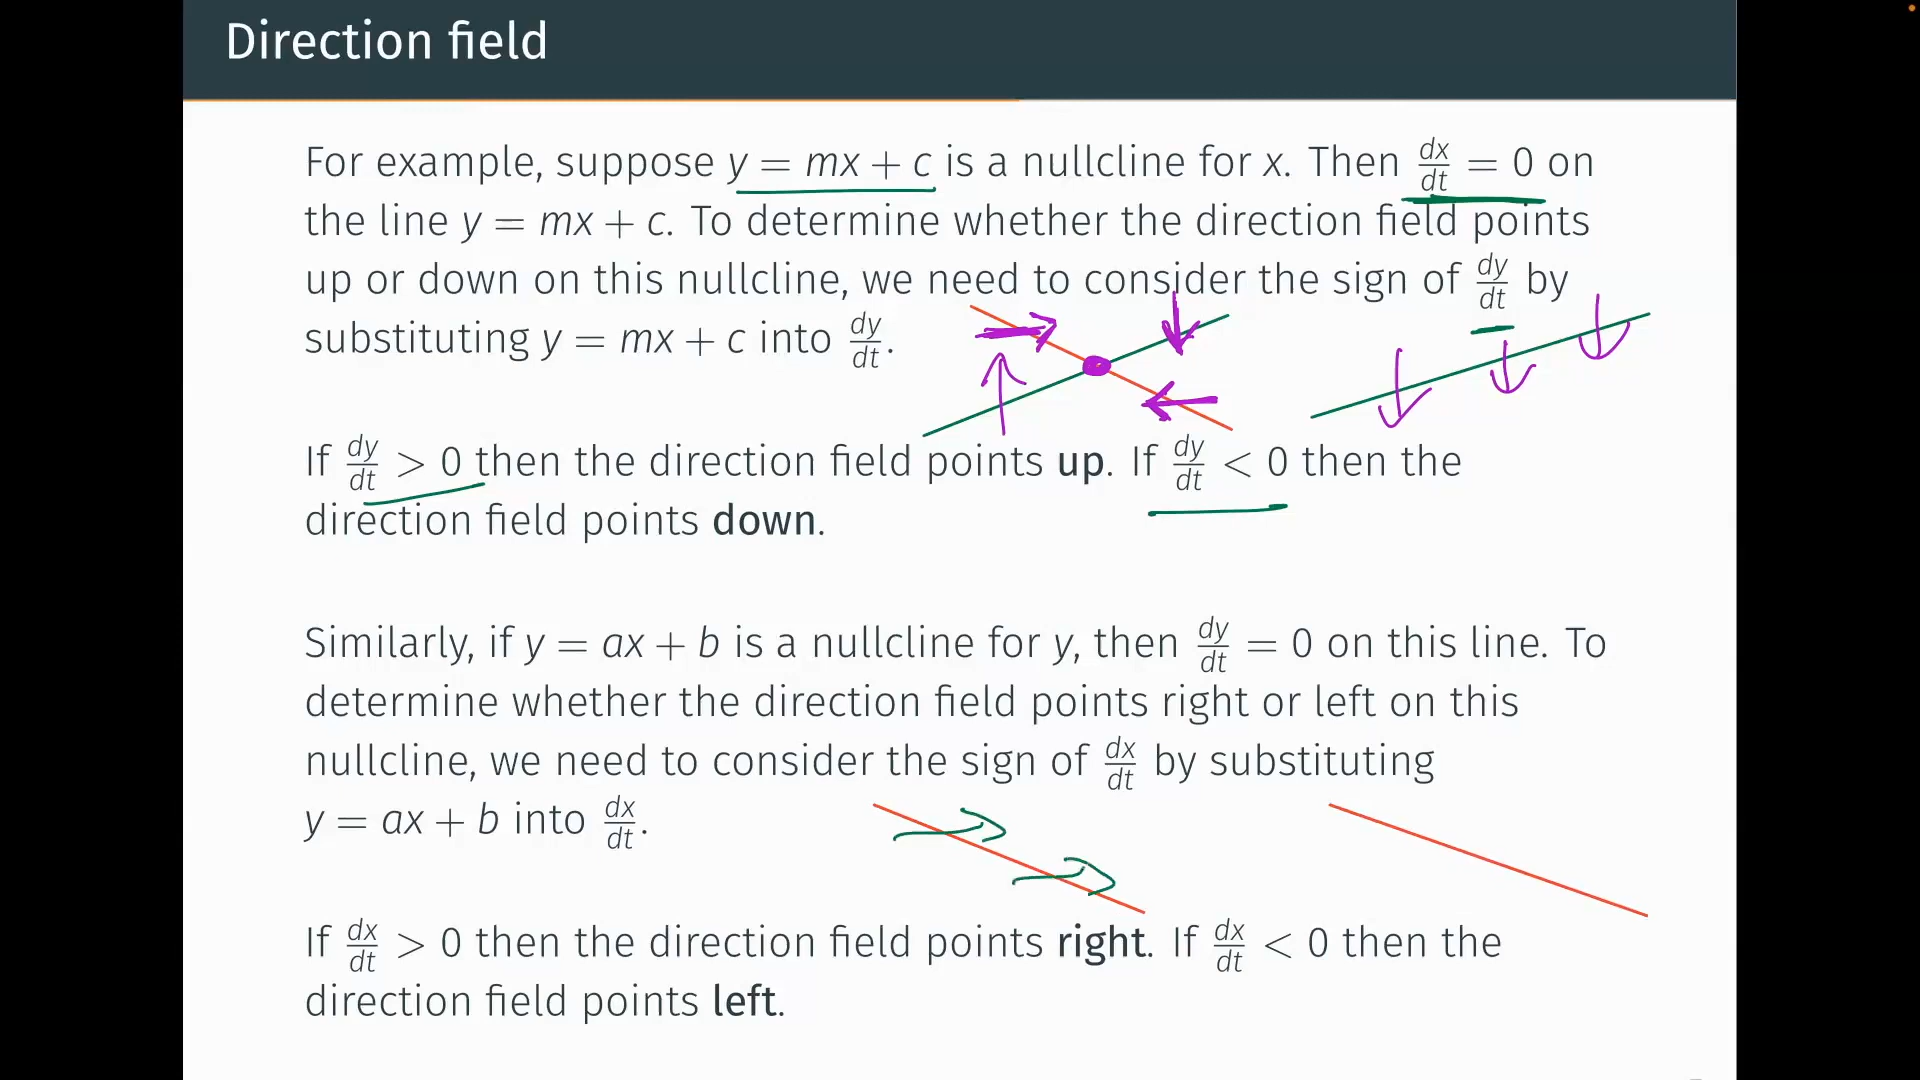 Direction field
For example, suppose y = mx + c is a nullcline for x. Then dx/dt = 0 on
the line y = mx + c. To determine whether the direction field points
up or down on this nullcline, we need to consider the sign of dy/dt by
substituting y = mx + c into dy/dt.
If dy/dt > 0 then the direction field points up. If dy/dt < 0 then the
direction field points down.
Similarly, if y = ax + b is a nullcline for y, then dy/dt = 0 on this line. To
determine whether the direction field points right or left on this
nullcline, we need to consider the sign of dx/dt by substituting
y = ax + b into dx/dt.
If dx/dt > 0 then the direction field points right. If dx/dt < 0 then the
direction field points left.